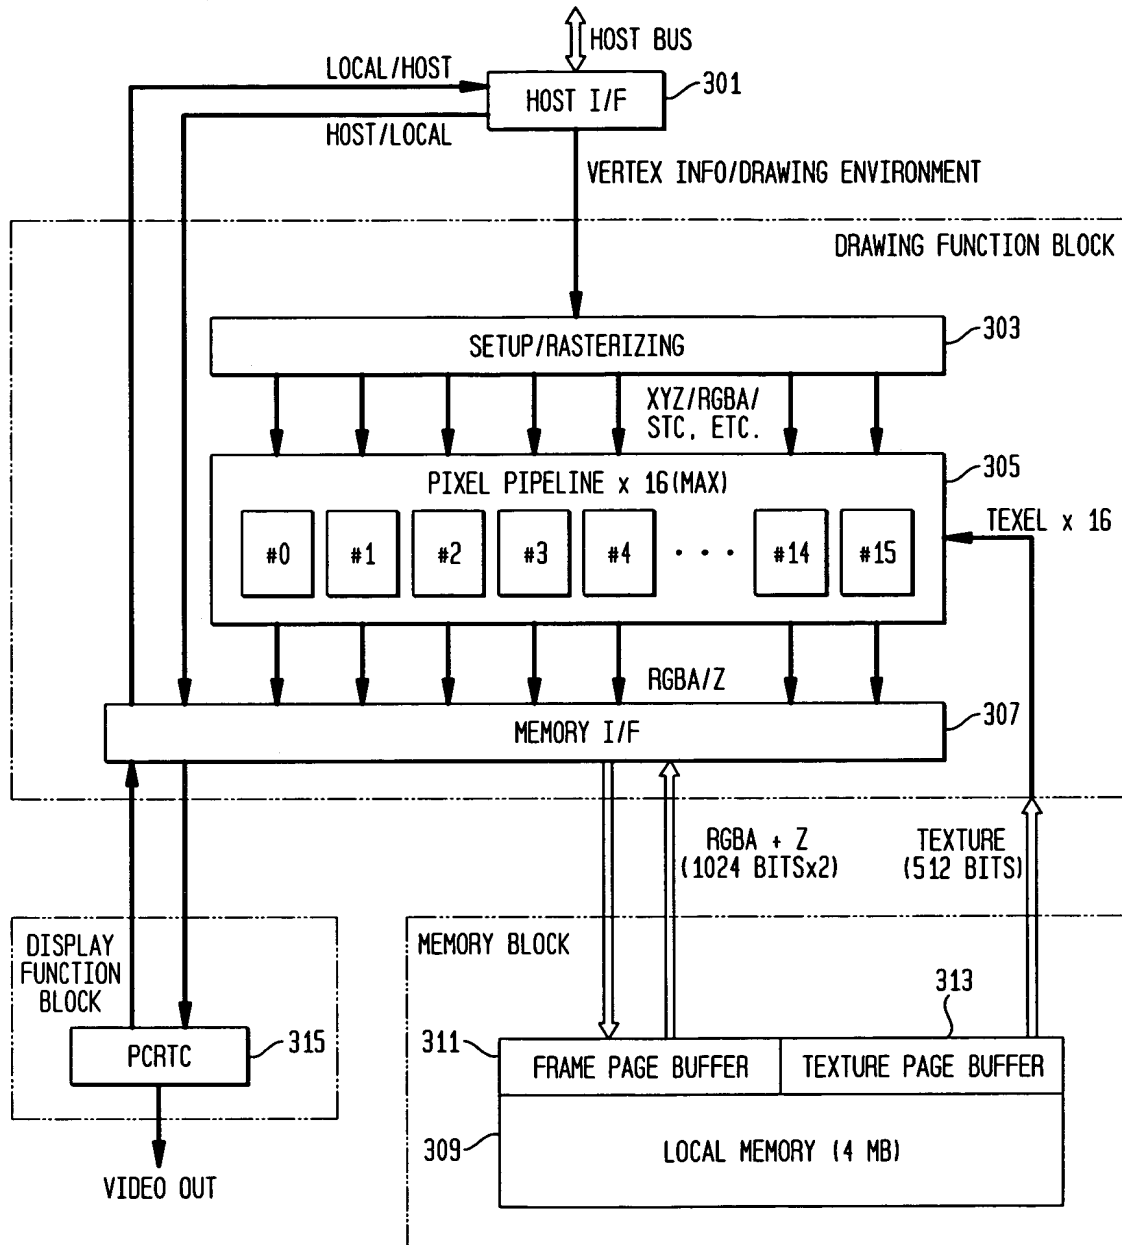 HOST BUS
LOCAL/HOST
HOST I/F
301
HOST/LOCAL
VERTEX INFO/DRAWING ENVIRONMENT
DRAWING FUNCTION BLOCK
SETUP/RASTERIZING
303
XYZ/RGBA/
STC, ETC.
PIXEL PIPELINE x 16(MAX)
305
TEXEL x 16
#0
#1
#2
#3
#4
. . .
#14
#15
RGBA/Z
MEMORY I/F
307
RGBA + Z
(1024 BITSx2)
TEXTURE
(512 BITS)
DISPLAY
FUNCTION
BLOCK
MEMORY BLOCK
PCRTC
315
313
311
FRAME PAGE BUFFER
TEXTURE PAGE BUFFER
309
LOCAL MEMORY (4 MB)
VIDEO OUT